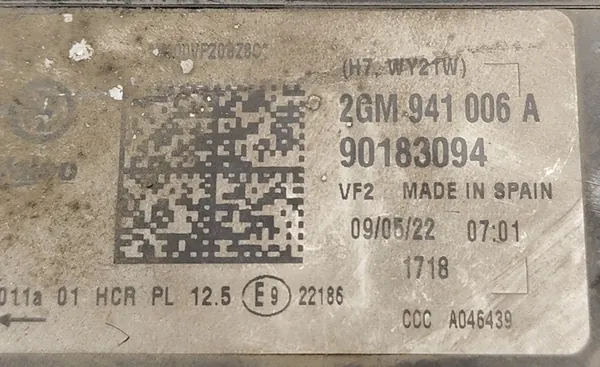 (H7, WY21W)
2GM 941 006 A
90183094
VF2 MADE IN SPAIN
09/05/22 07:01
1718
011a 01 HCR PL 12.5 E9 22186
CCC A046439